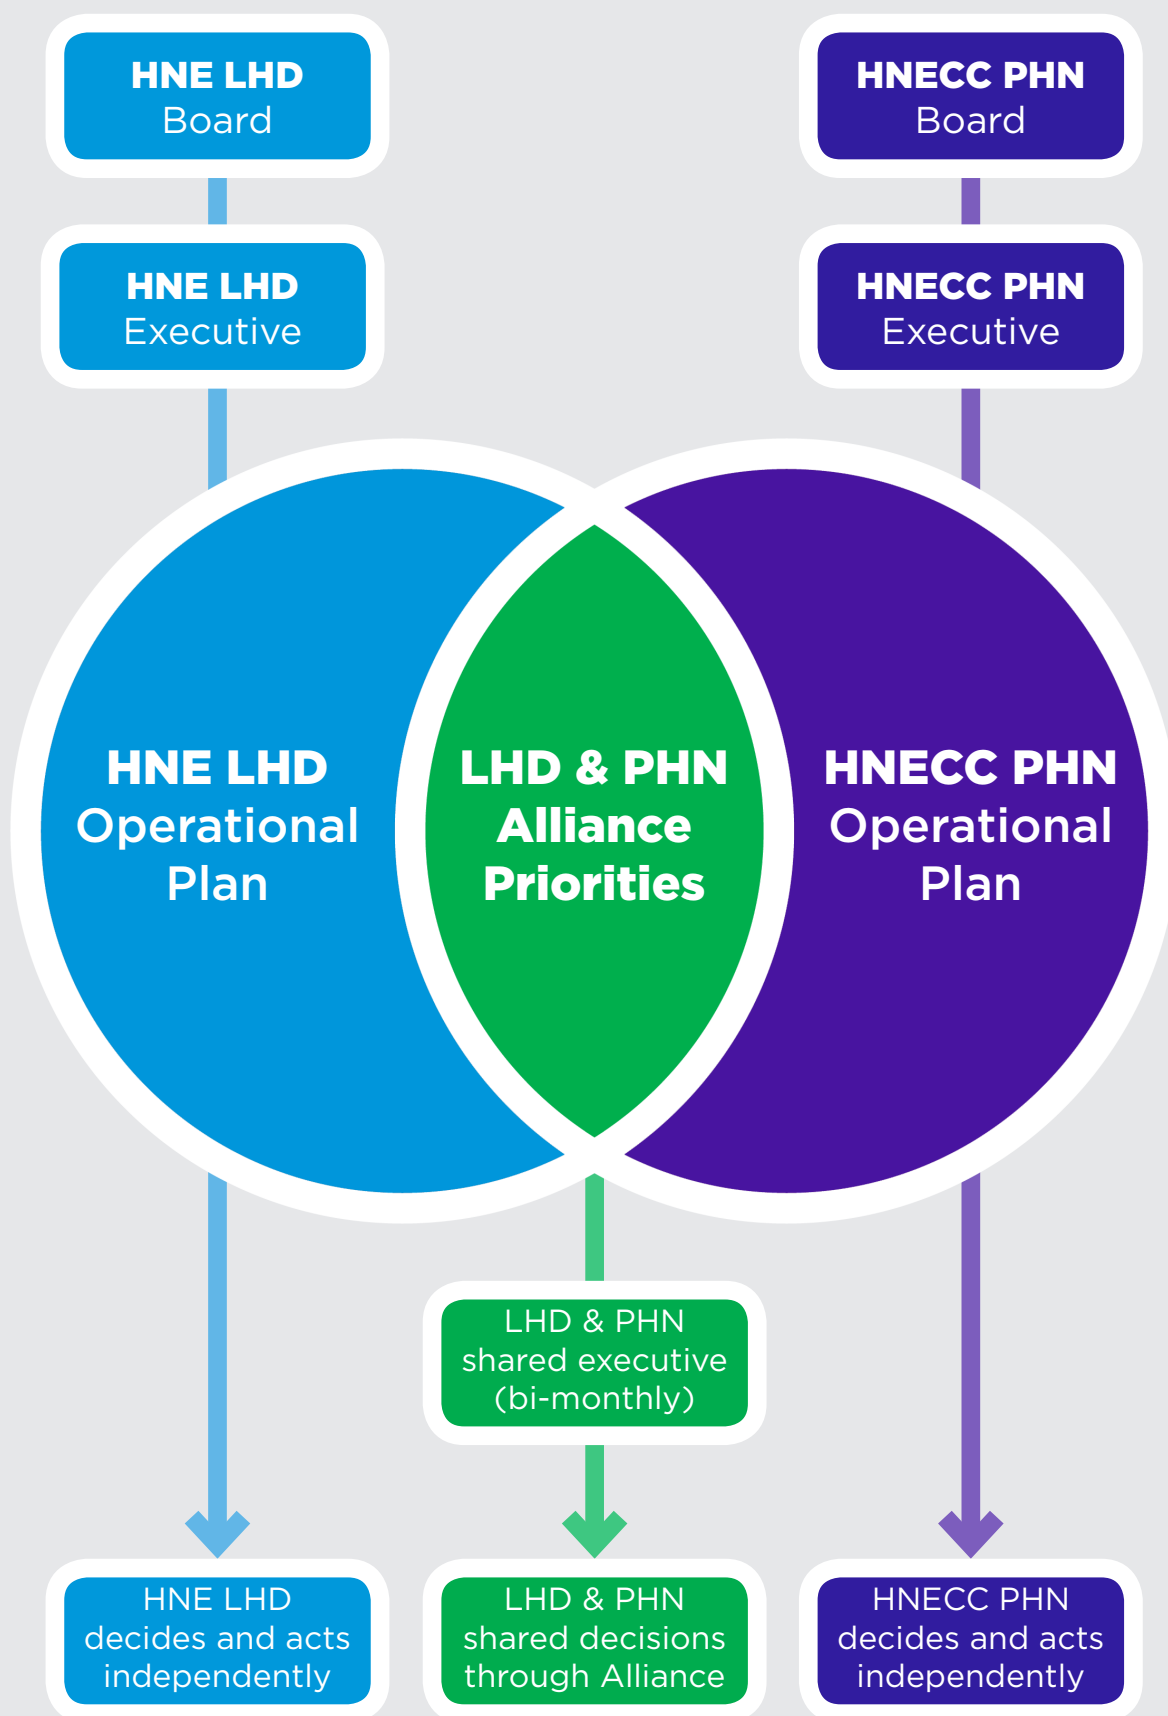 HNE LHD
Board
HNECC PHN
Board
HNE LHD
Executive
HNECC PHN
Executive
HNE LHD
Operational
Plan
LHD & PHN
Alliance
Priorities
HNECC PHN
Operational
Plan
LHD & PHN
shared executive
(bi-monthly)
HNE LHD
decides and acts
independently
LHD & PHN
shared decisions
through Alliance
HNECC PHN
decides and acts
independently